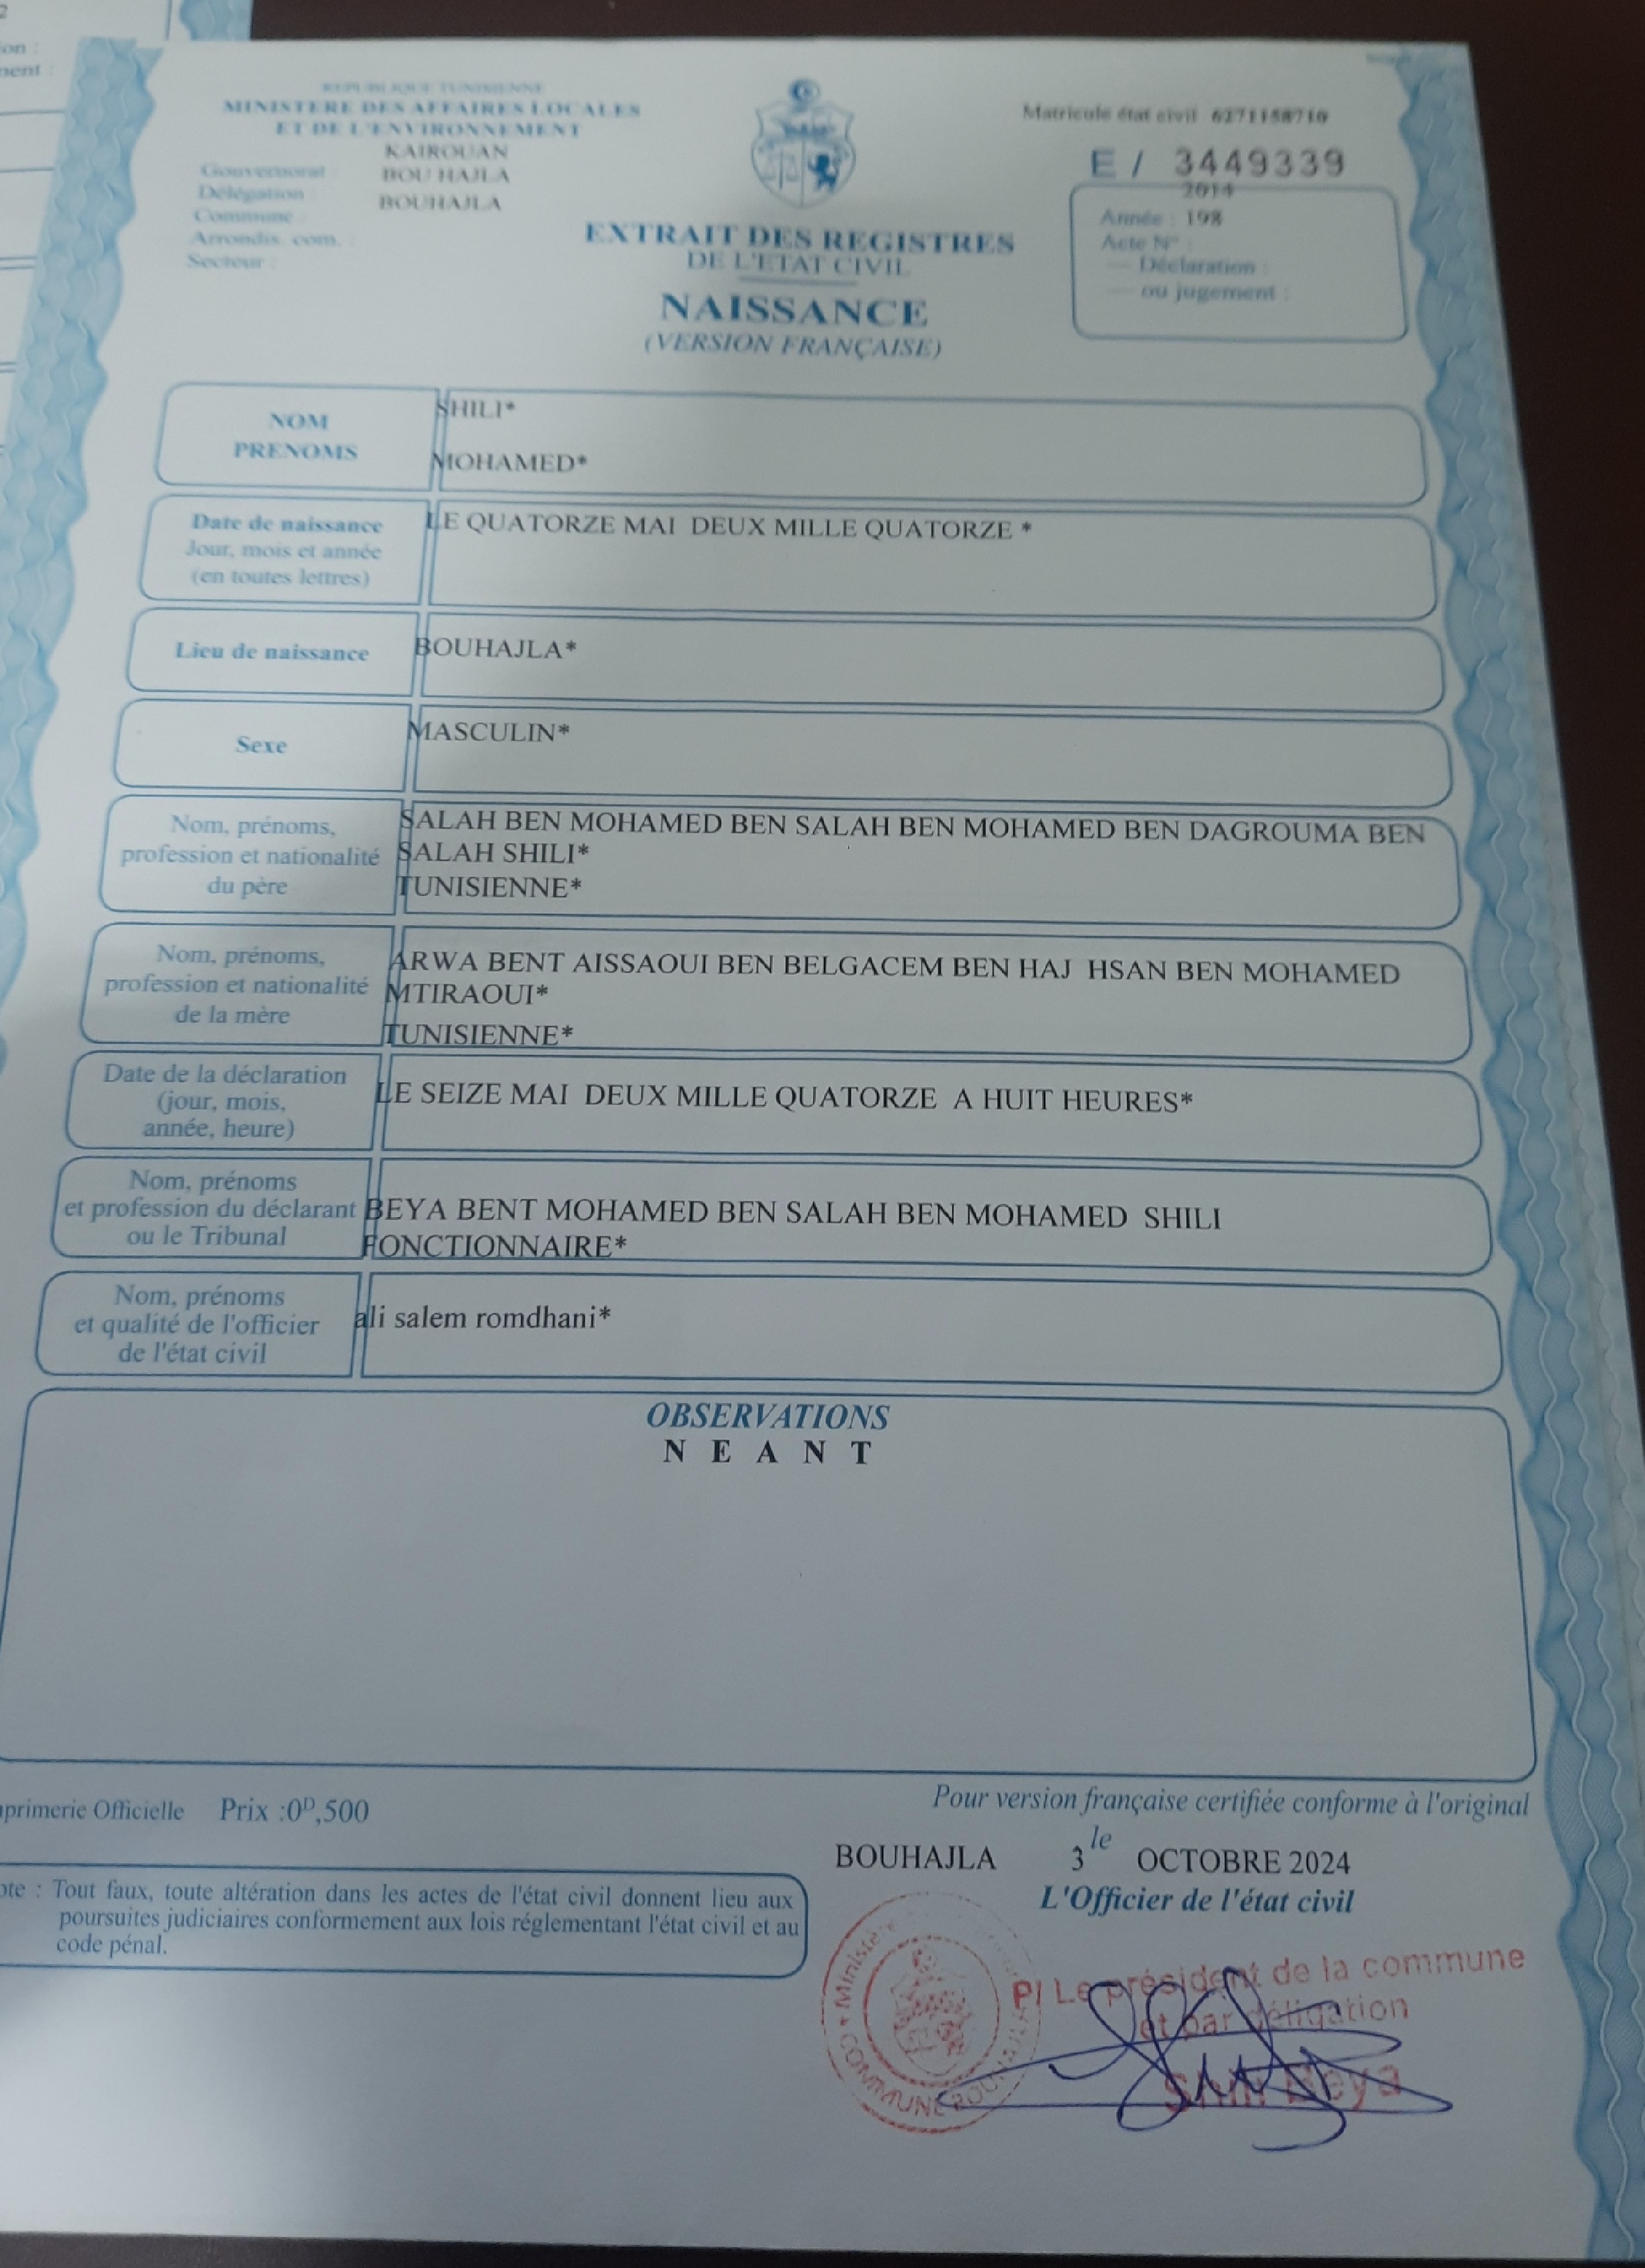 REPUBLIQUE TUNISIENNE
MINISTERE DES AFFAIRES LOCALES
ET DE L'ENVIRONNEMENT
Gouvernorat : KAIROUAN
Délégation : BOU HAJLA
Commune : BOUHAJLA
Arrondis. com. :
Secteur :
Matricule état civil 6271158710
E / 3449339
2014
Année : 198
Acte N° :
— Déclaration :
— ou jugement :
EXTRAIT DES REGISTRES
DE L'ETAT CIVIL
NAISSANCE
(VERSION FRANÇAISE)
NOM
PRENOMS
SHILI*
MOHAMED*
Date de naissance
Jour, mois et année
(en toutes lettres)
LE QUATORZE MAI DEUX MILLE QUATORZE *
Lieu de naissance
BOUHAJLA*
Sexe
MASCULIN*
Nom, prénoms,
profession et nationalité
du père
SALAH BEN MOHAMED BEN SALAH BEN MOHAMED BEN DAGROUMA BEN
SALAH SHILI*
TUNISIENNE*
Nom, prénoms,
profession et nationalité
de la mère
ARWA BENT AISSAOUI BEN BELGACEM BEN HAJ HSAN BEN MOHAMED
MTIRAOUI*
TUNISIENNE*
Date de la déclaration
(jour, mois,
année, heure)
LE SEIZE MAI DEUX MILLE QUATORZE A HUIT HEURES*
Nom, prénoms
et profession du déclarant
ou le Tribunal
BEYA BENT MOHAMED BEN SALAH BEN MOHAMED SHILI
FONCTIONNAIRE*
Nom, prénoms
et qualité de l'officier
de l'état civil
ali salem romdhani*
OBSERVATIONS
N E A N T
primerie Officielle Prix :0D,500
Pour version française certifiée conforme à l'original
BOUHAJLA 3 le OCTOBRE 2024
L'Officier de l'état civil
ote : Tout faux, toute altération dans les actes de l'état civil donnent lieu aux
poursuites judiciaires conformement aux lois réglementant l'état civil et au
code pénal.
P/ Le président de la commune
et par déligation
Shili Beya
Ministère
COMMUNE BOUHAJLA